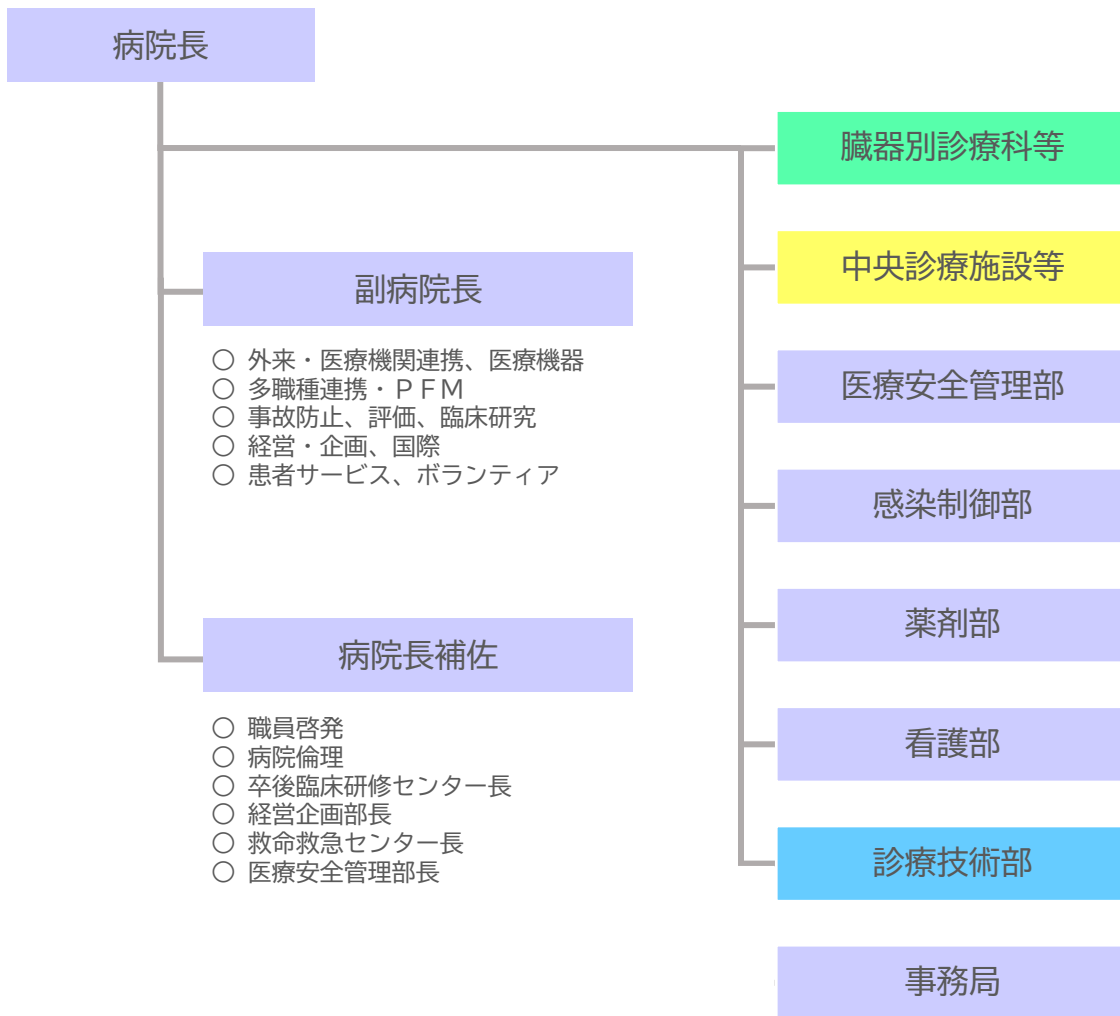 病院長
副病院長
○ 外来・医療機関連携、医療機器
○ 多職種連携・ＰＦＭ
○ 事故防止、評価、臨床研究
○ 経営・企画、国際
○ 患者サービス、ボランティア
病院長補佐
○ 職員啓発
○ 病院倫理
○ 卒後臨床研修センター長
○ 経営企画部長
○ 救命救急センター長
○ 医療安全管理部長
臓器別診療科等
中央診療施設等
医療安全管理部
感染制御部
薬剤部
看護部
診療技術部
事務局